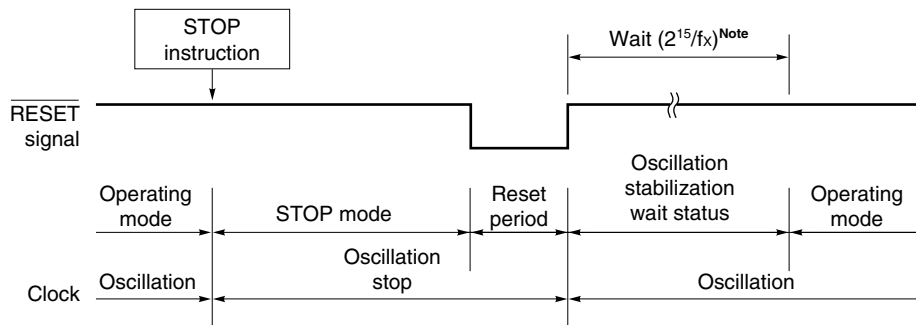 STOP
instruction
Wait (2¹⁵/fx)ᴺᵒᵗᵉ
RESET
signal
Operating
mode
STOP mode
Reset
period
Oscillation
stabilization
wait status
Operating
mode
Clock
Oscillation
Oscillation
stop
Oscillation